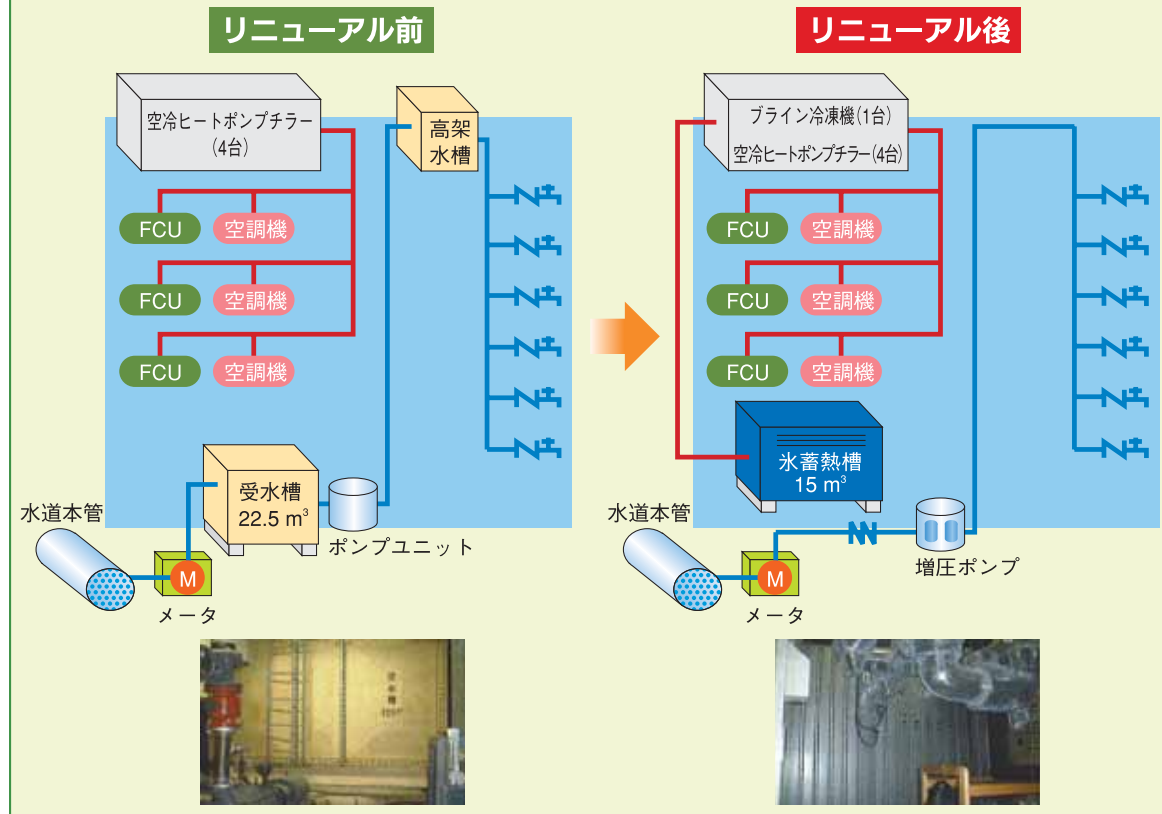 リニューアル前
空冷ヒートポンプチラー
(4台)
高架
水槽
FCU
空調機
FCU
空調機
FCU
空調機
受水槽
22.5 m³
ポンプユニット
水道本管
M
メータ
リニューアル後
ブライン冷凍機(1台)
空冷ヒートポンプチラー(4台)
FCU
空調機
FCU
空調機
FCU
空調機
氷蓄熱槽
15 m³
水道本管
M
メータ
増圧ポンプ